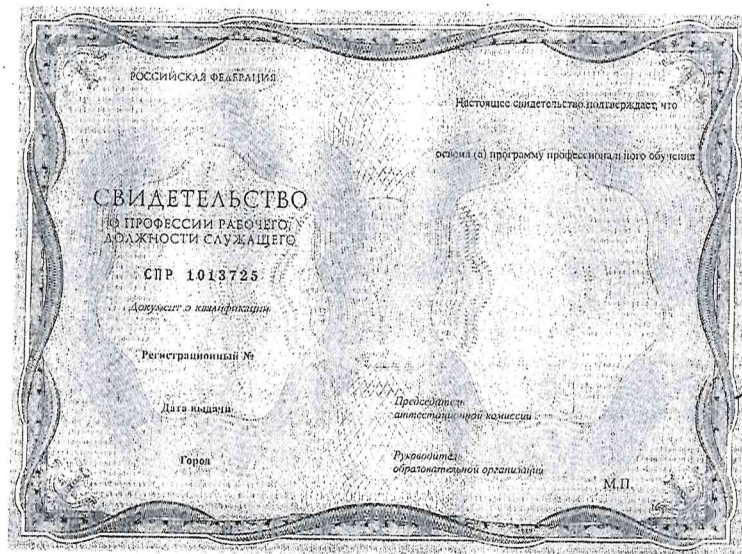 РОССИЙСКАЯ ФЕДЕРАЦИЯ
СВИДЕТЕЛЬСТВО
О ПРОФЕССИИ РАБОЧЕГО,
ДОЛЖНОСТИ СЛУЖАЩЕГО
СПР 1013725
Документ о квалификации
Регистрационный №
Дата выдачи
Город
Настоящее свидетельство подтверждает, что
освоил (а) программу профессионального обучения
Председатель
аттестационной комиссии
Руководитель
образовательной организации
М.П.